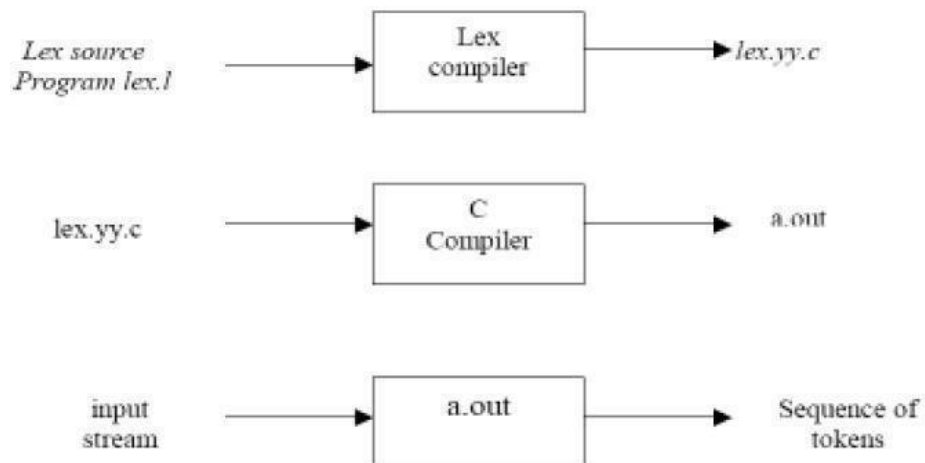 Lex source
Program lex.l
Lex
compiler
lex.yy.c
lex.yy.c
C
Compiler
a.out
input
stream
a.out
Sequence of
tokens